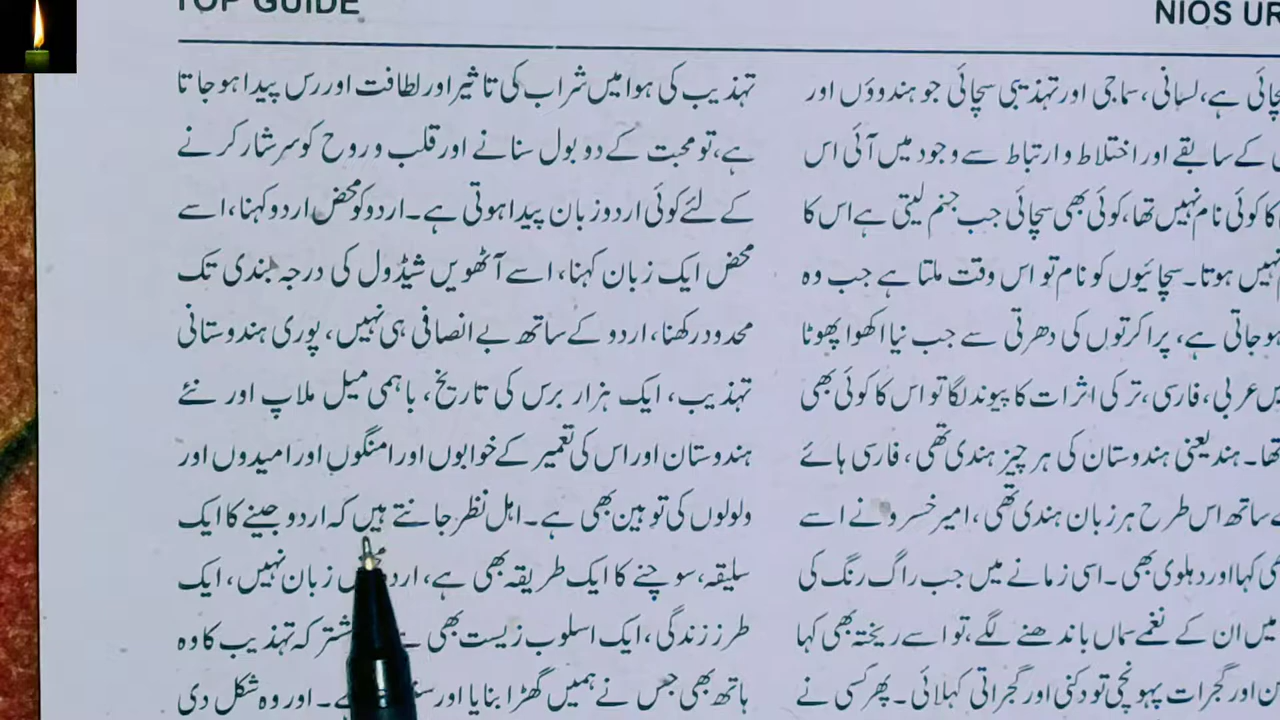 TOP GUIDE
NIOS UR
ہے، لسانی، سماجی اور تہذیبی سچائی جو ہندوؤں اور
کے سابقے اور اختلاط و ارتباط سے وجود میں آئی اس
کا کوئی نام نہیں تھا، کوئی بھی سچائی جب جنم لیتی ہے اس کا
نہیں ہوتا۔ سچائیوں کو نام تو اس وقت ملتا ہے جب وہ
ہو جاتی ہے، پراکرتوں کی دھرتی سے جب نیا اکھوا پھوٹا
عربی، فارسی، ترکی اثرات کا پیوند لگا تو اس کا کوئی بھی
تھا۔ ہند یعنی ہندوستان کی ہر چیز ہندی تھی، فارسی ہائے
ساتھ اس طرح ہر زبان ہندی تھی، امیر خسرو نے اسے
کہا اور دہلوی بھی۔ اسی زمانے میں جب راگ رنگ کی
میں ان کے نغمے سماں باندھنے لگے، تو اسے ریختہ بھی کہا
اور گجرات پہونچی تو دکنی اور گجراتی کہلائی۔ پھر کسی نے
تہذیب کی ہوا میں شراب کی تاثیر اور لطافت اور رس پیدا ہو جاتا
ہے، تو محبت کے دو بول سنانے اور قلب و روح کو سرشار کرنے
کے لئے کوئی اردو زبان پیدا ہوتی ہے۔ اردو کو محض اردو کہنا، اسے
محض ایک زبان کہنا، اسے آٹھویں شیڈول کی درجہ بندی تک
محدود رکھنا، اردو کے ساتھ بے انصافی ہی نہیں، پوری ہندوستانی
تہذیب، ایک ہزار برس کی تاریخ، باہمی میل ملاپ اور نئے
ہندوستان اور اس کی تعمیر کے خوابوں اور امنگوں اور امیدوں اور
ولولوں کی توہین بھی ہے۔ اہل نظر جانتے ہیں کہ اردو جینے کا ایک
سلیقہ، سوچنے کا ایک طریقہ بھی ہے، زبان نہیں، ایک
طرز زندگی، ایک اسلوب زیست بھی تہذیب کا وہ
ہاتھ بھی جس نے ہمیں گھڑا بنایا اور ہے۔ اور وہ شکل دی